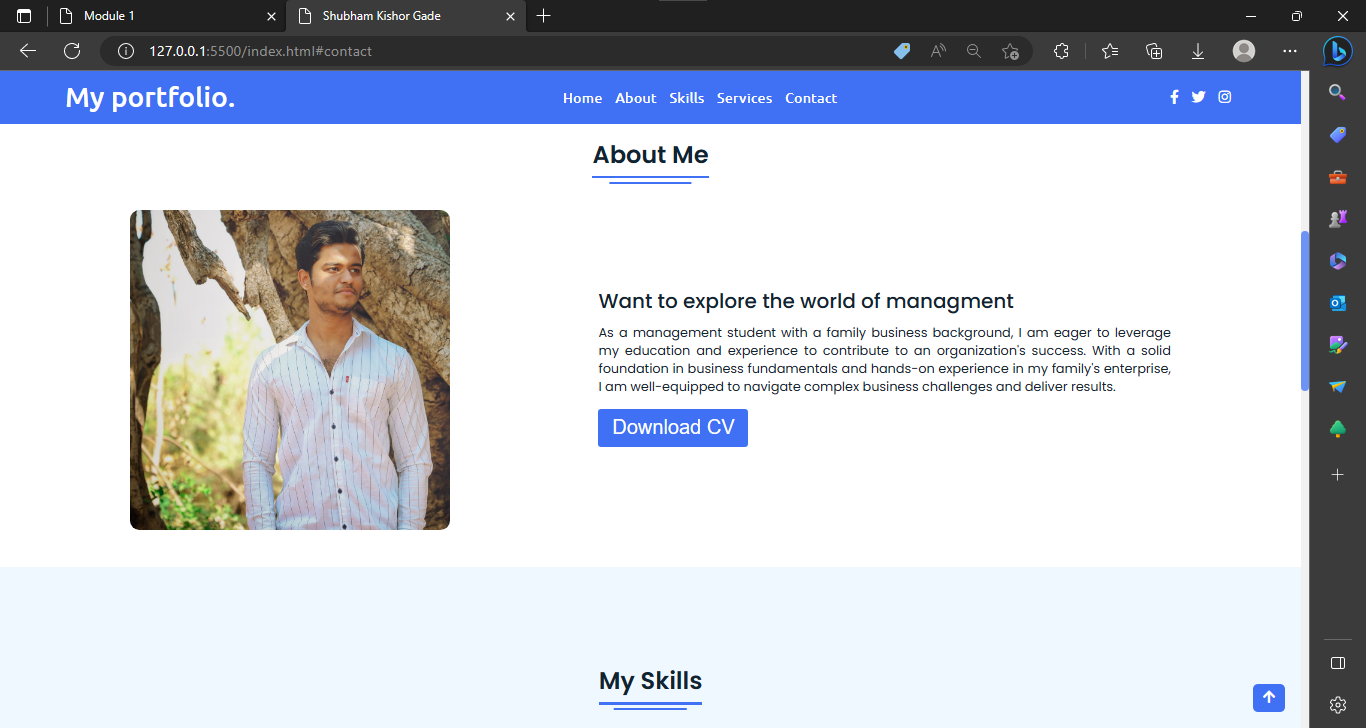 Module 1
Shubham Kishor Gade
127.0.0.1:5500/index.html#contact
My portfolio.
Home About Skills Services Contact
About Me
Want to explore the world of managment
As a management student with a family business background, I am eager to leverage
my education and experience to contribute to an organization's success. With a solid
foundation in business fundamentals and hands-on experience in my family's enterprise,
I am well-equipped to navigate complex business challenges and deliver results.
Download CV
My Skills